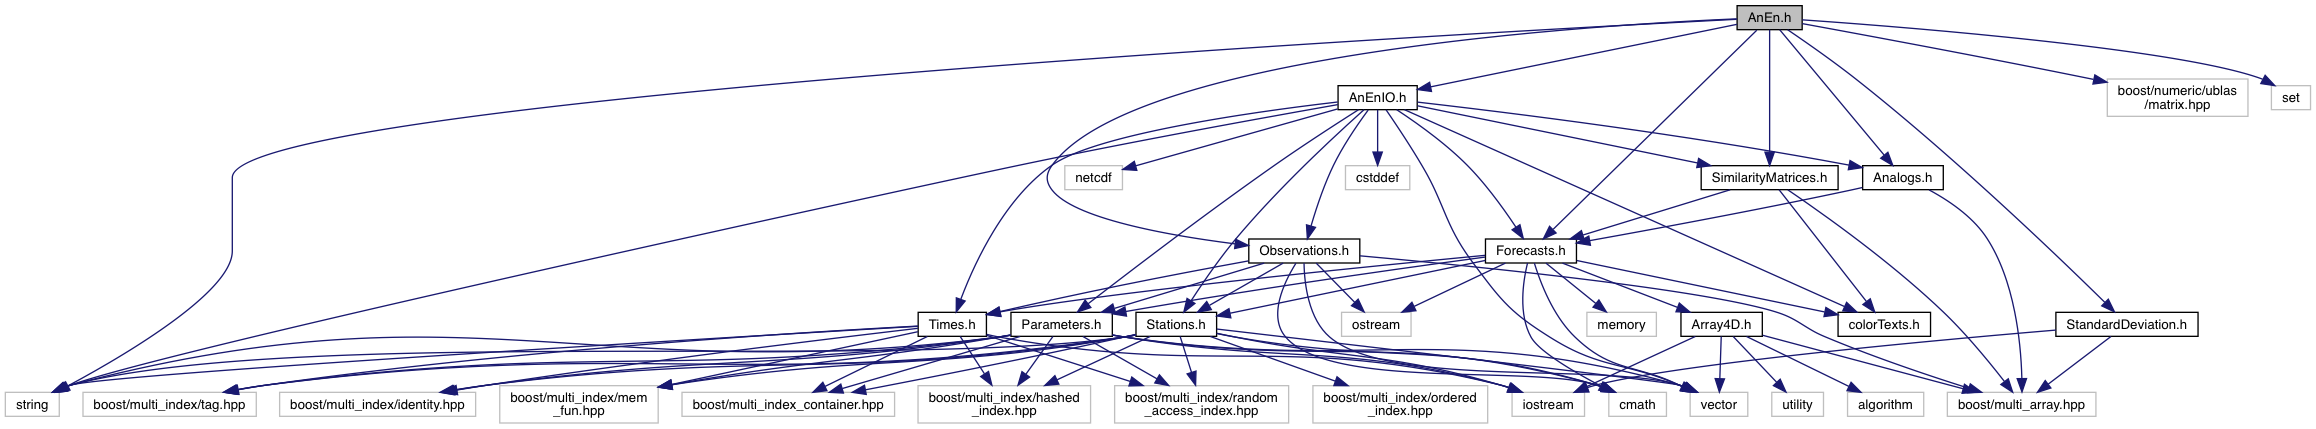 AnEn.h
AnEnIO.h
boost/numeric/ublas
/matrix.hpp
set
netcdf
cstddef
SimilarityMatrices.h
Analogs.h
Observations.h
Forecasts.h
Times.h
Parameters.h
Stations.h
ostream
memory
Array4D.h
colorTexts.h
StandardDeviation.h
string
boost/multi_index/tag.hpp
boost/multi_index/identity.hpp
boost/multi_index/mem
_fun.hpp
boost/multi_index_container.hpp
boost/multi_index/hashed
_index.hpp
boost/multi_index/random
_access_index.hpp
boost/multi_index/ordered
_index.hpp
iostream
cmath
vector
utility
algorithm
boost/multi_array.hpp